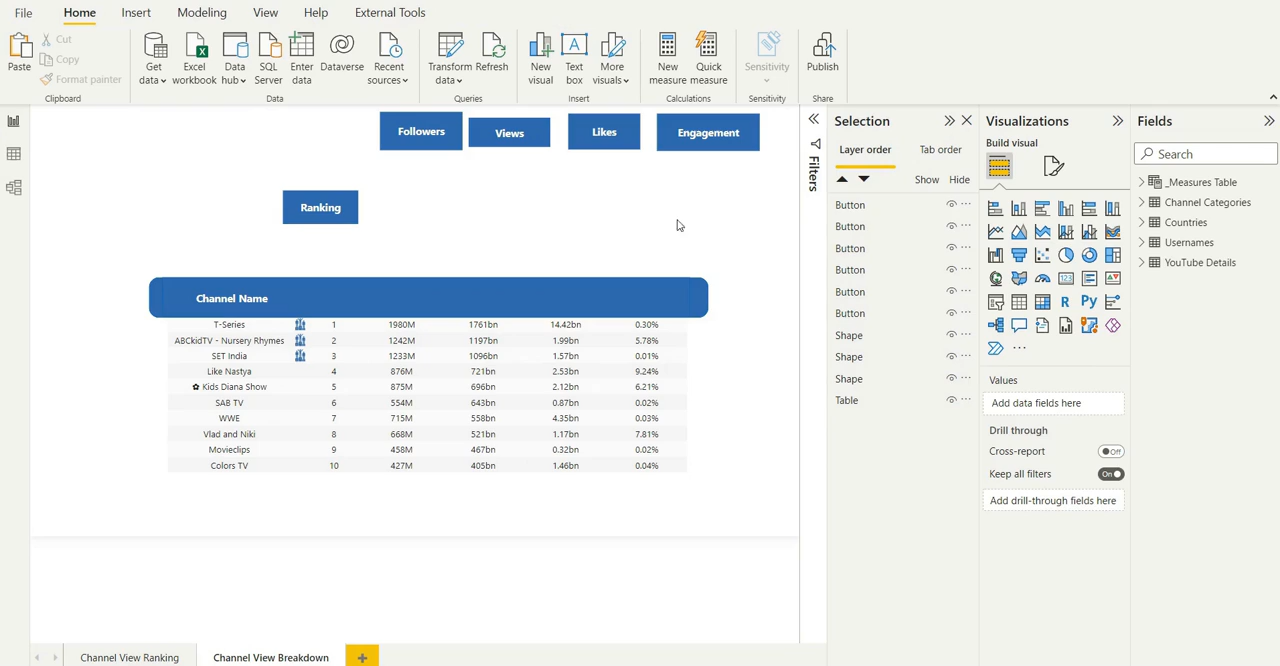 File Home Insert Modeling View Help External Tools
Paste
Cut
Copy
Format painter
Clipboard
Get data
Excel workbook
Data hub
SQL Server
Enter data
Dataverse
Recent sources
Data
Transform data
Refresh
Queries
New visual
A
Text box
More visuals
Insert
New measure
Quick measure
Calculations
Sensitivity
Sensitivity
Publish
Share
Followers Views Likes Engagement
Ranking
Channel Name
T-Series 1 1980M 1761bn 14.42bn 0.30%
ABCkidTV - Nursery Rhymes 2 1242M 1197bn 1.99bn 5.78%
SET India 3 1233M 1096bn 1.57bn 0.01%
Like Nastya 4 876M 721bn 2.53bn 9.24%
✿ Kids Diana Show 5 875M 696bn 2.12bn 6.21%
SAB TV 6 554M 643bn 0.87bn 0.02%
WWE 7 715M 558bn 4.35bn 0.03%
Vlad and Niki 8 668M 521bn 1.17bn 7.81%
Movieclips 9 458M 467bn 0.32bn 0.02%
Colors TV 10 427M 405bn 1.46bn 0.04%
Channel View Ranking Channel View Breakdown +
Filters
Selection
Layer order Tab order
Show Hide
Button
Button
Button
Button
Button
Button
Shape
Shape
Shape
Table
Visualizations
Build visual
123
R Py
Values
Add data fields here
Drill through
Cross-report Off
Keep all filters On
Add drill-through fields here
Fields
Search
_Measures Table
Channel Categories
Countries
Usernames
YouTube Details